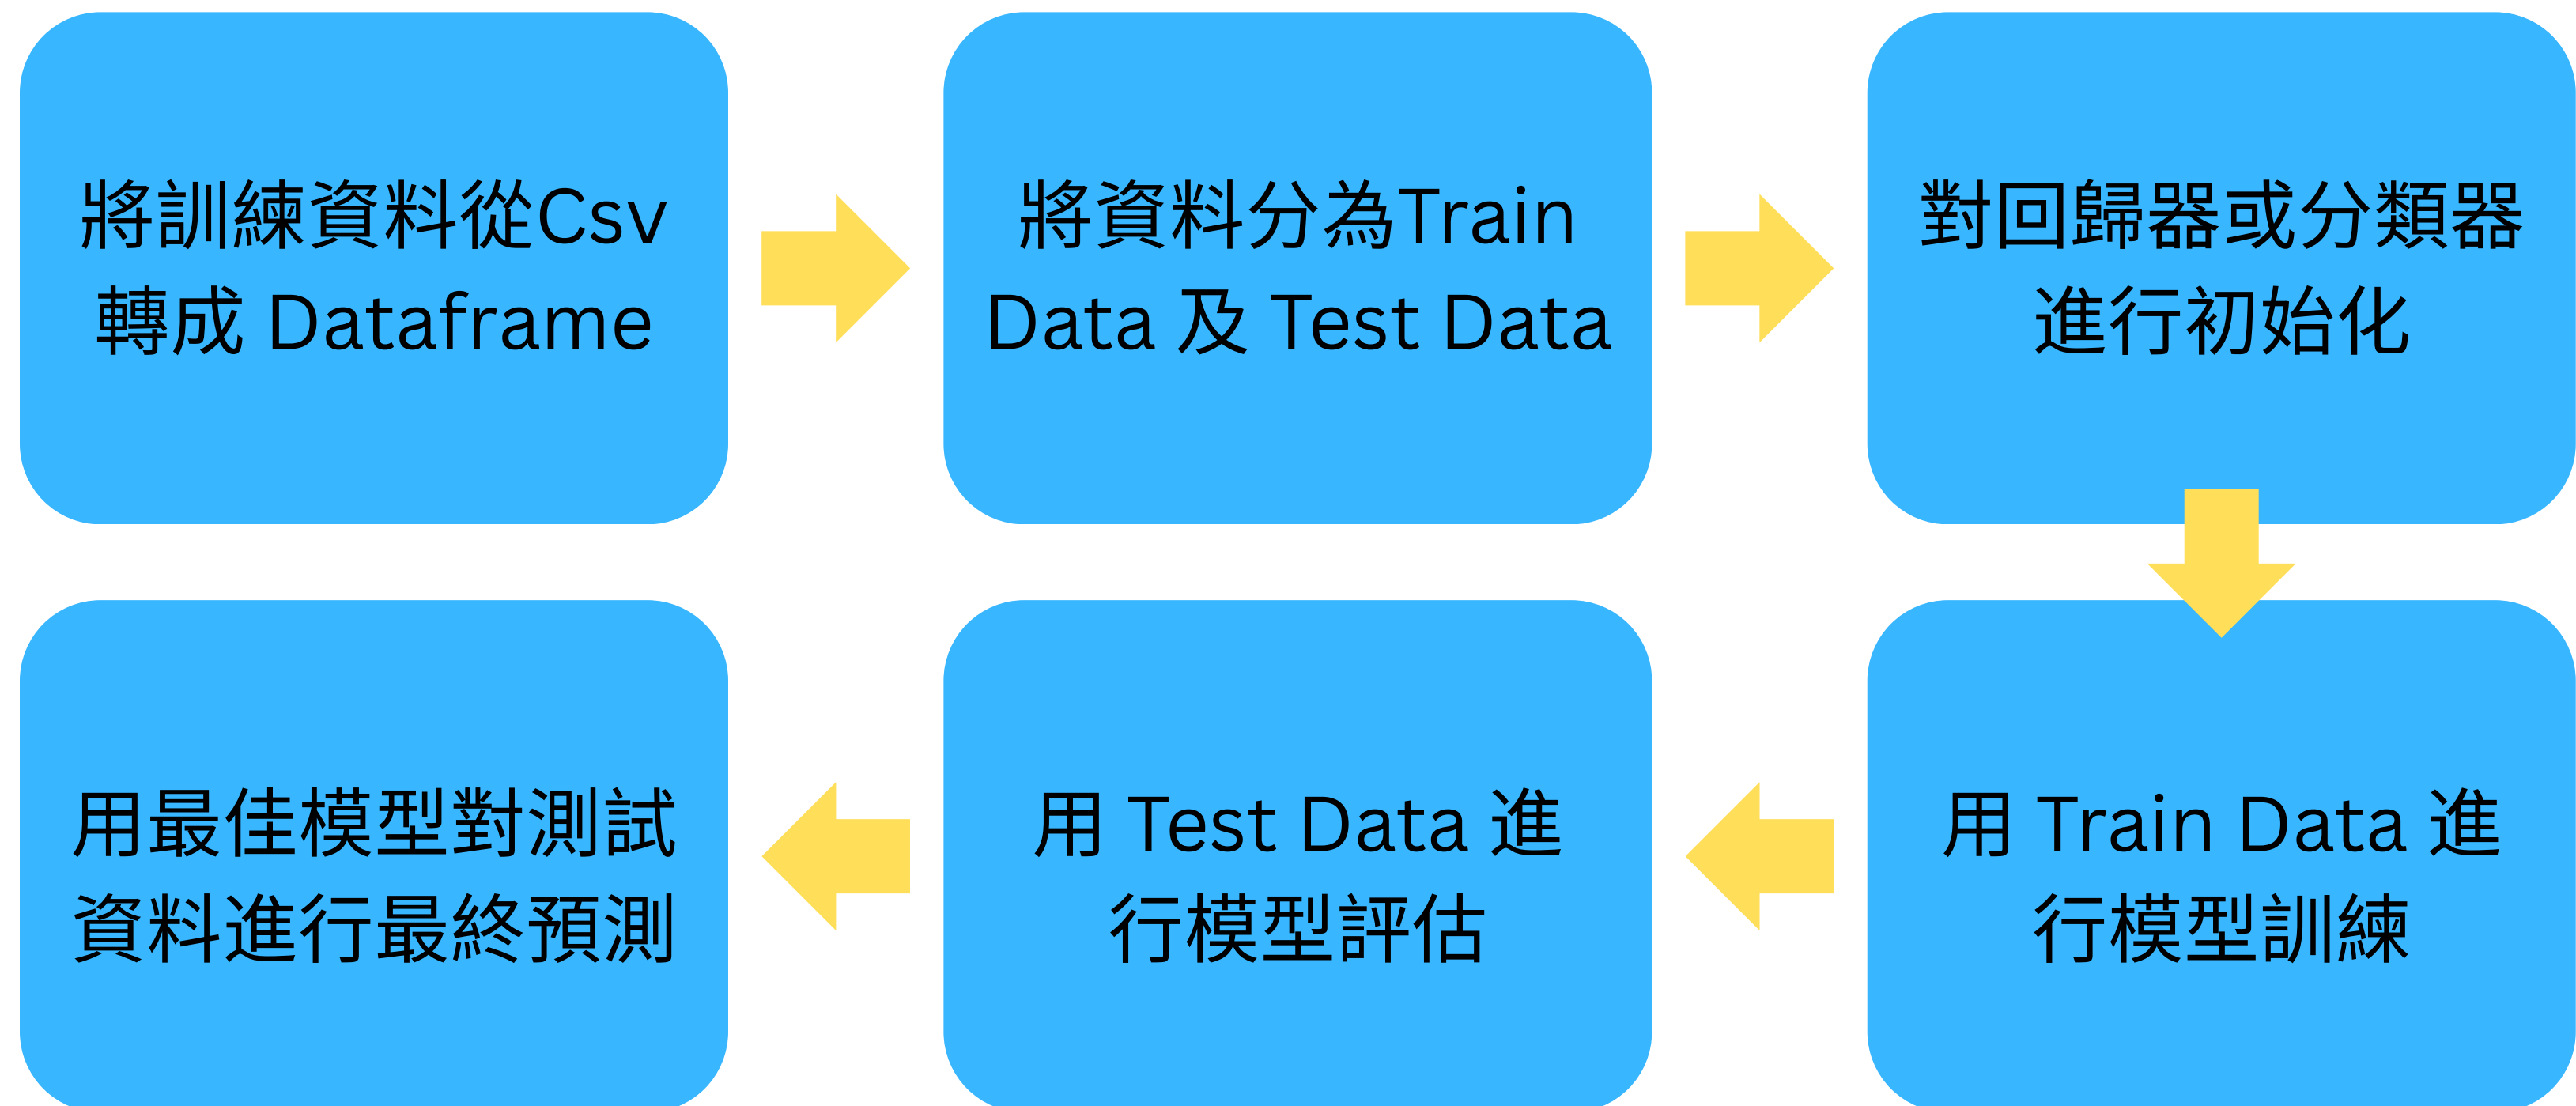 將訓練資料從Csv
轉成 Dataframe
將資料分為Train
Data 及 Test Data
對回歸器或分類器
進行初始化
用 Train Data 進
行模型訓練
用 Test Data 進
行模型評估
用最佳模型對測試
資料進行最終預測